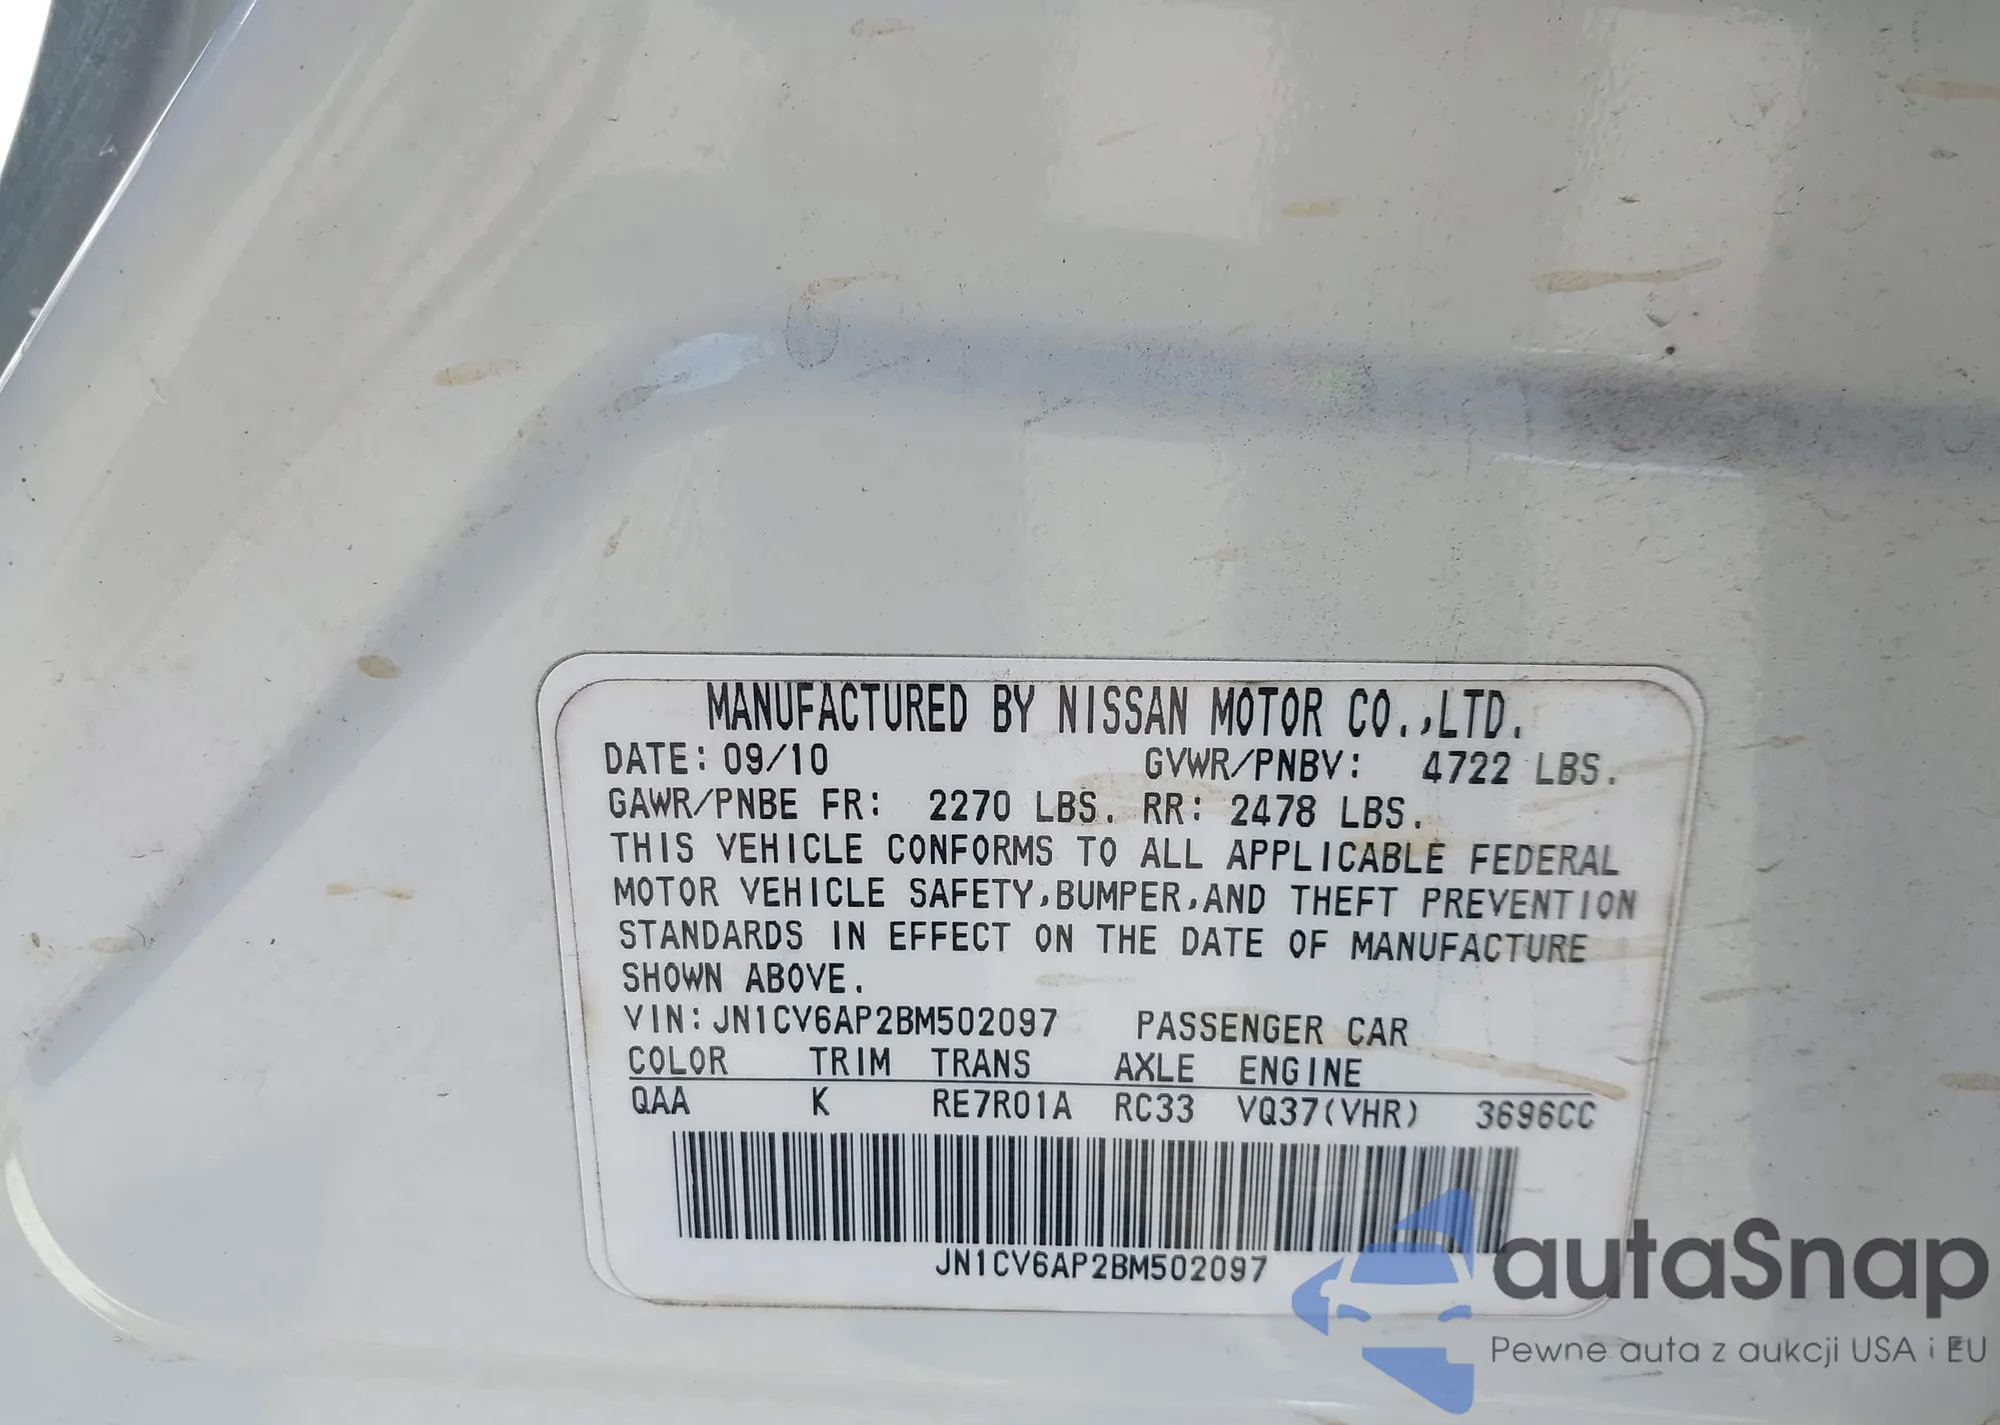 MANUFACTURED BY NISSAN MOTOR CO.,LTD.
DATE: 09/10 GVWR/PNBV: 4722 LBS.
GAWR/PNBE FR: 2270 LBS. RR: 2478 LBS.
THIS VEHICLE CONFORMS TO ALL APPLICABLE FEDERAL
MOTOR VEHICLE SAFETY,BUMPER,AND THEFT PREVENTION
STANDARDS IN EFFECT ON THE DATE OF MANUFACTURE
SHOWN ABOVE.
VIN:JN1CV6AP2BM502097 PASSENGER CAR
COLOR TRIM TRANS AXLE ENGINE
QAA K RE7R01A RC33 VQ37(VHR) 3696CC
JN1CV6AP2BM502097
autaSnap
Pewne auta z aukcji USA i EU